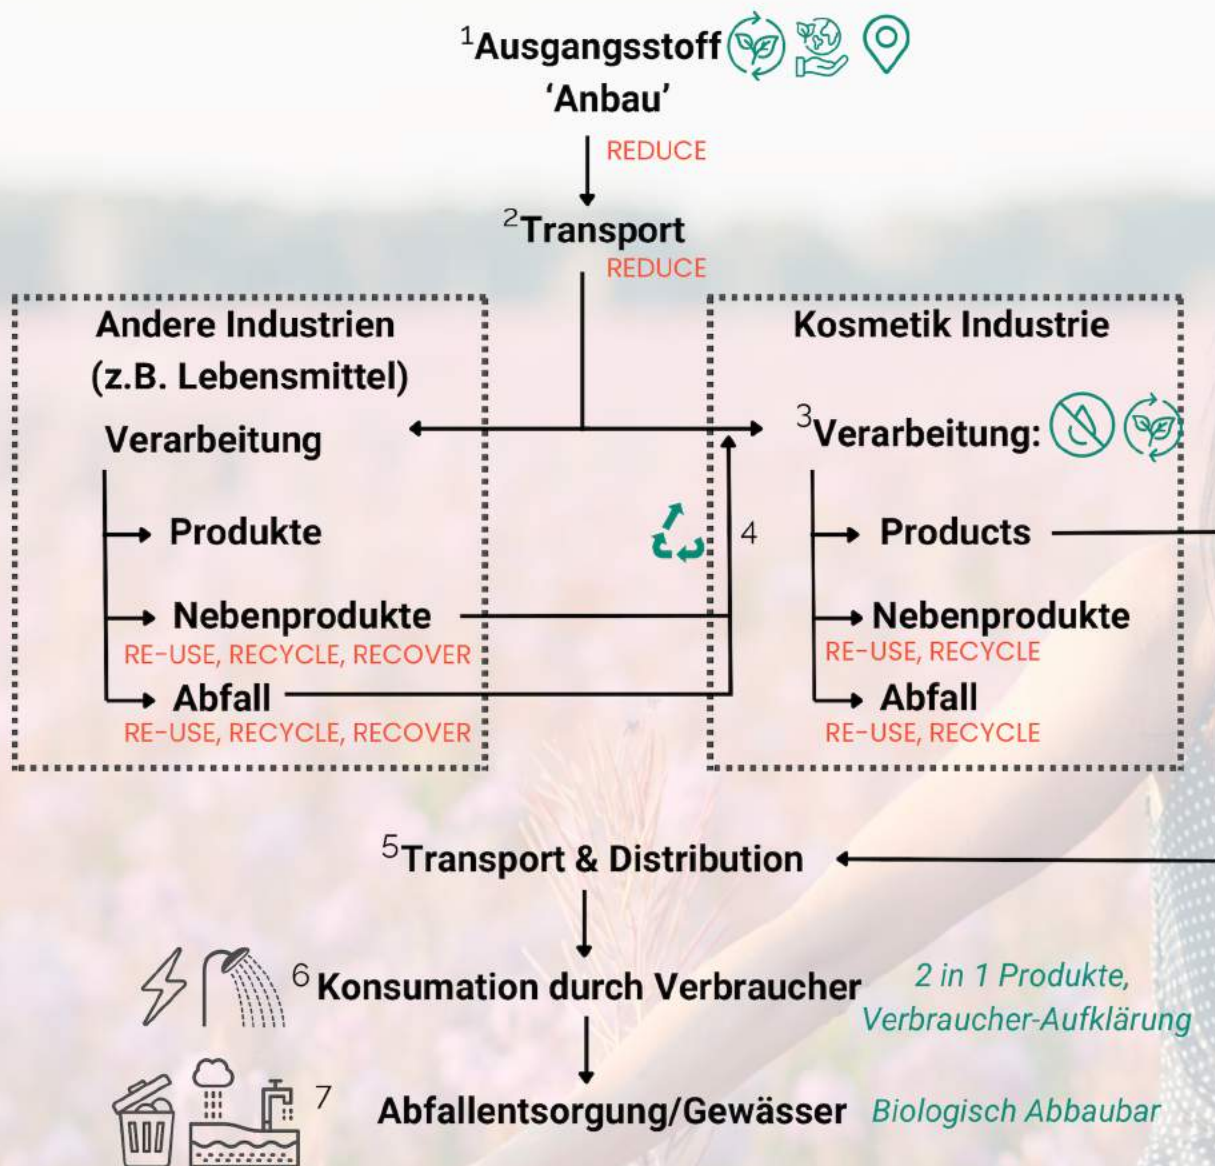 ¹Ausgangsstoff
‘Anbau’
REDUCE
²Transport
REDUCE
Andere Industrien
(z.B. Lebensmittel)
Verarbeitung
Produkte
Nebenprodukte
RE-USE, RECYCLE, RECOVER
Abfall
RE-USE, RECYCLE, RECOVER
4
Kosmetik Industrie
³Verarbeitung:
Products
Nebenprodukte
RE-USE, RECYCLE
Abfall
RE-USE, RECYCLE
⁵Transport & Distribution
⁶Konsumation durch Verbraucher
2 in 1 Produkte,
Verbraucher-Aufklärung
7
Abfallentsorgung/Gewässer
Biologisch Abbaubar